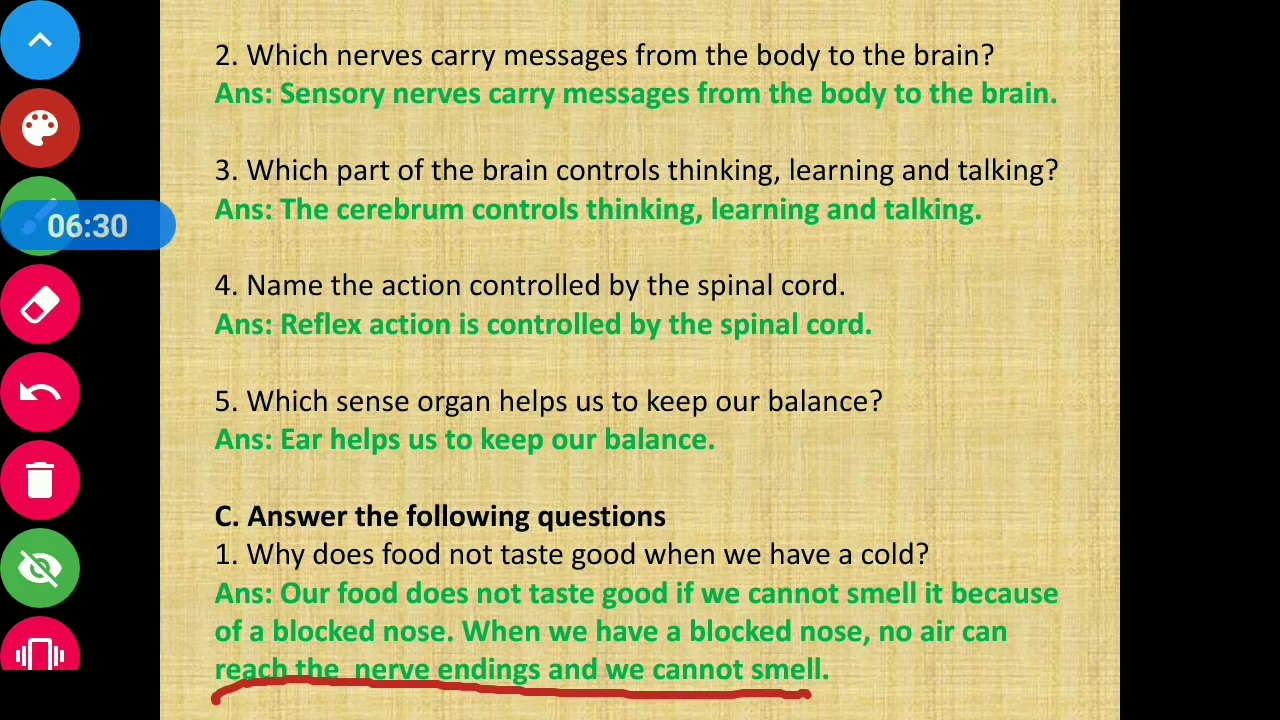 2. Which nerves carry messages from the body to the brain?
Ans: Sensory nerves carry messages from the body to the brain.
3. Which part of the brain controls thinking, learning and talking?
Ans: The cerebrum controls thinking, learning and talking.
06:30
4. Name the action controlled by the spinal cord.
Ans: Reflex action is controlled by the spinal cord.
5. Which sense organ helps us to keep our balance?
Ans: Ear helps us to keep our balance.
C. Answer the following questions
1. Why does food not taste good when we have a cold?
Ans: Our food does not taste good if we cannot smell it because
of a blocked nose. When we have a blocked nose, no air can
reach the  nerve endings and we cannot smell.